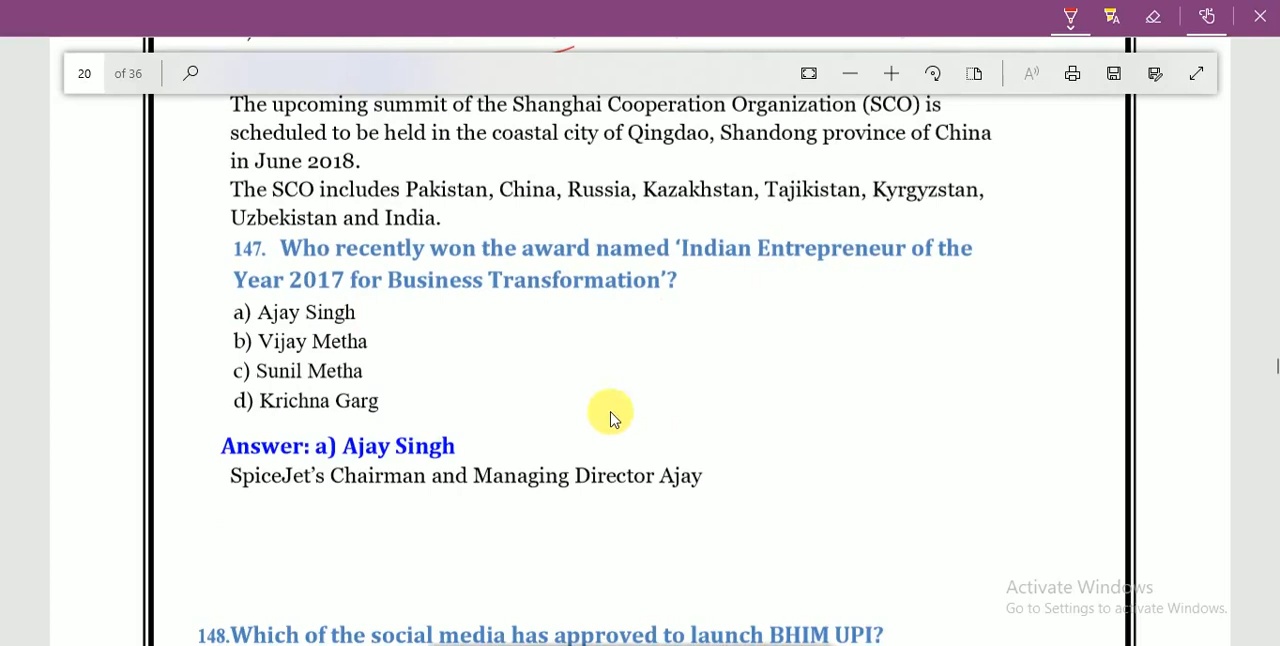 20 of 36
The upcoming summit of the Shanghai Cooperation Organization (SCO) is
scheduled to be held in the coastal city of Qingdao, Shandong province of China
in June 2018.
The SCO includes Pakistan, China, Russia, Kazakhstan, Tajikistan, Kyrgyzstan,
Uzbekistan and India.
147. Who recently won the award named ‘Indian Entrepreneur of the
Year 2017 for Business Transformation’?
a) Ajay Singh
b) Vijay Metha
c) Sunil Metha
d) Krichna Garg
Answer: a) Ajay Singh
SpiceJet’s Chairman and Managing Director Ajay
Activate Windows
Go to Settings to activate Windows.
148.Which of the social media has approved to launch BHIM UPI?